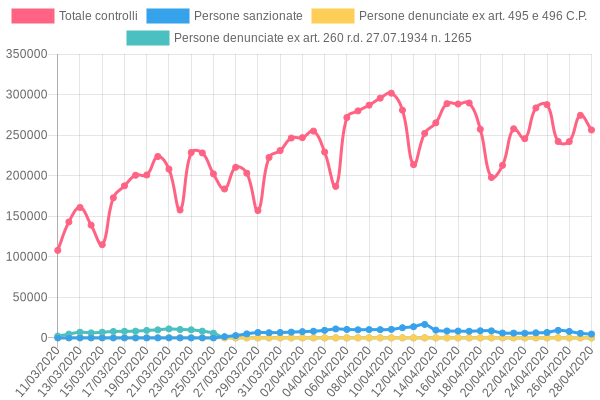 Totale controlli Persone sanzionate Persone denunciate ex art. 495 e 496 C.P.
Persone denunciate ex art. 260 r.d. 27.07.1934 n. 1265
350000
300000
250000
200000
150000
100000
50000
0
11/03/2020 13/03/2020 15/03/2020 17/03/2020 19/03/2020 21/03/2020 23/03/2020 25/03/2020 27/03/2020 29/03/2020 31/03/2020 02/04/2020 04/04/2020 06/04/2020 08/04/2020 10/04/2020 12/04/2020 14/04/2020 16/04/2020 18/04/2020 20/04/2020 22/04/2020 24/04/2020 26/04/2020 28/04/2020